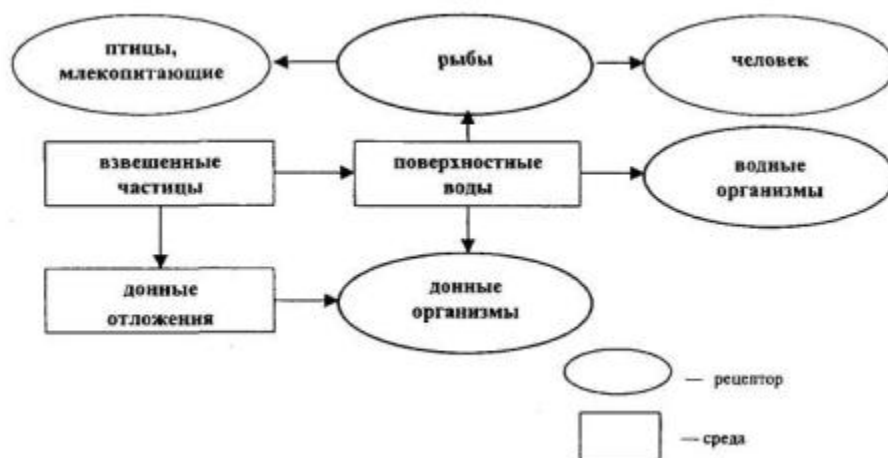 птицы,
млекопитающие
рыбы
человек
взвешенные
частицы
поверхностные
воды
водные
организмы
донные
отложения
донные
организмы
— рецептор
— среда